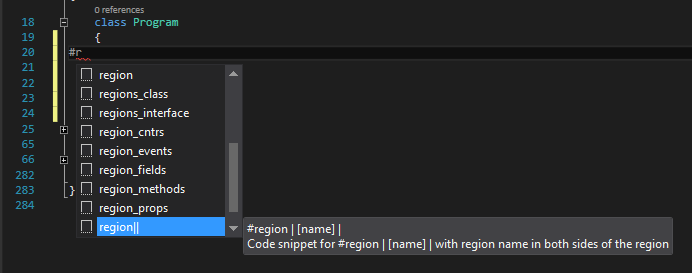 0 references
18 class Program
19 {
20 #r
21 region
22 regions_class
23 regions_interface
24 region_cntrs
25 region_events
65 region_fields
66 region_methods
282 region_props
283 }
284 region||
#region | [name] |
Code snippet for #region | [name] | with region name in both sides of the region